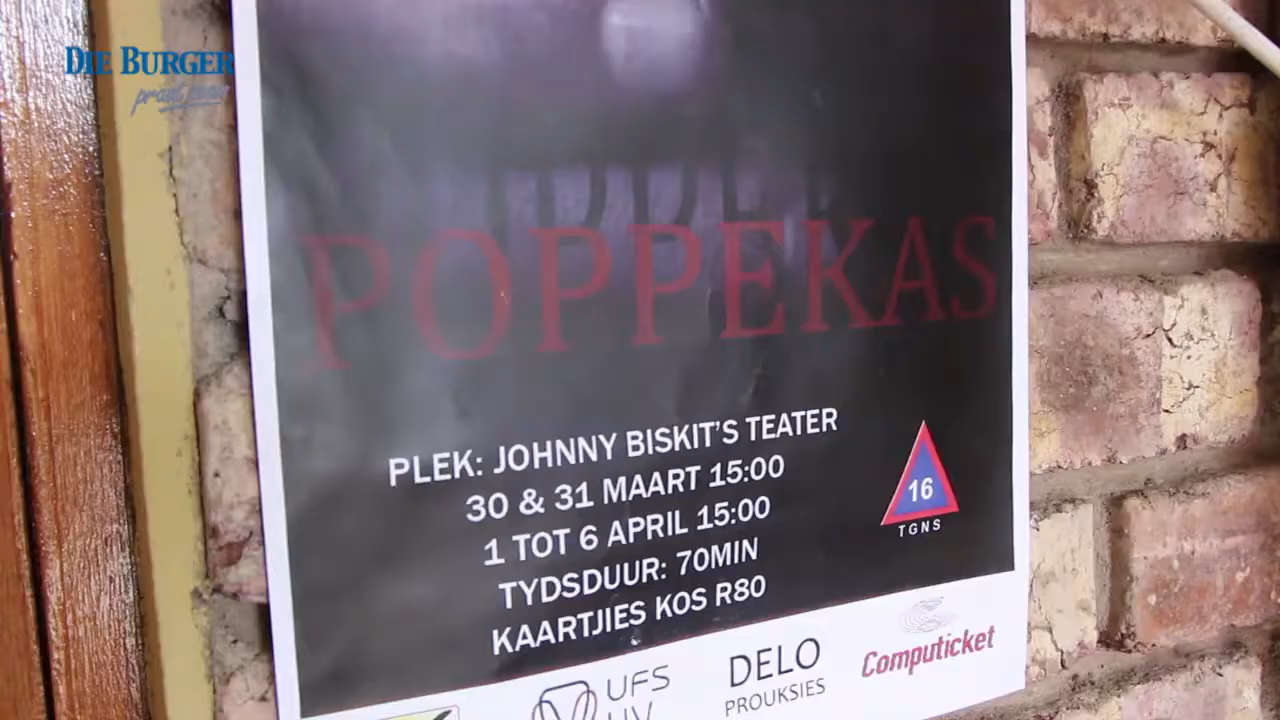 DIE BURGER
POPPEKAS
PLEK: JOHNNY BISKIT'S TEATER
30 & 31 MAART 15:00
1 TOT 6 APRIL 15:00
TYDSDUUR: 70MIN
KAARTJIES KOS R80
16
TGNS
UFS
UV
DELO
PROUKSIES
Computicket